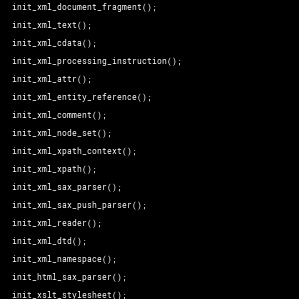 init_xml_document_fragment();
init_xml_text();
init_xml_cdata();
init_xml_processing_instruction();
init_xml_attr();
init_xml_entity_reference();
init_xml_comment();
init_xml_node_set();
init_xml_xpath_context();
init_xml_xpath();
init_xml_sax_parser();
init_xml_sax_push_parser();
init_xml_reader();
init_xml_dtd();
init_xml_namespace();
init_html_sax_parser();
init_xslt_stylesheet();